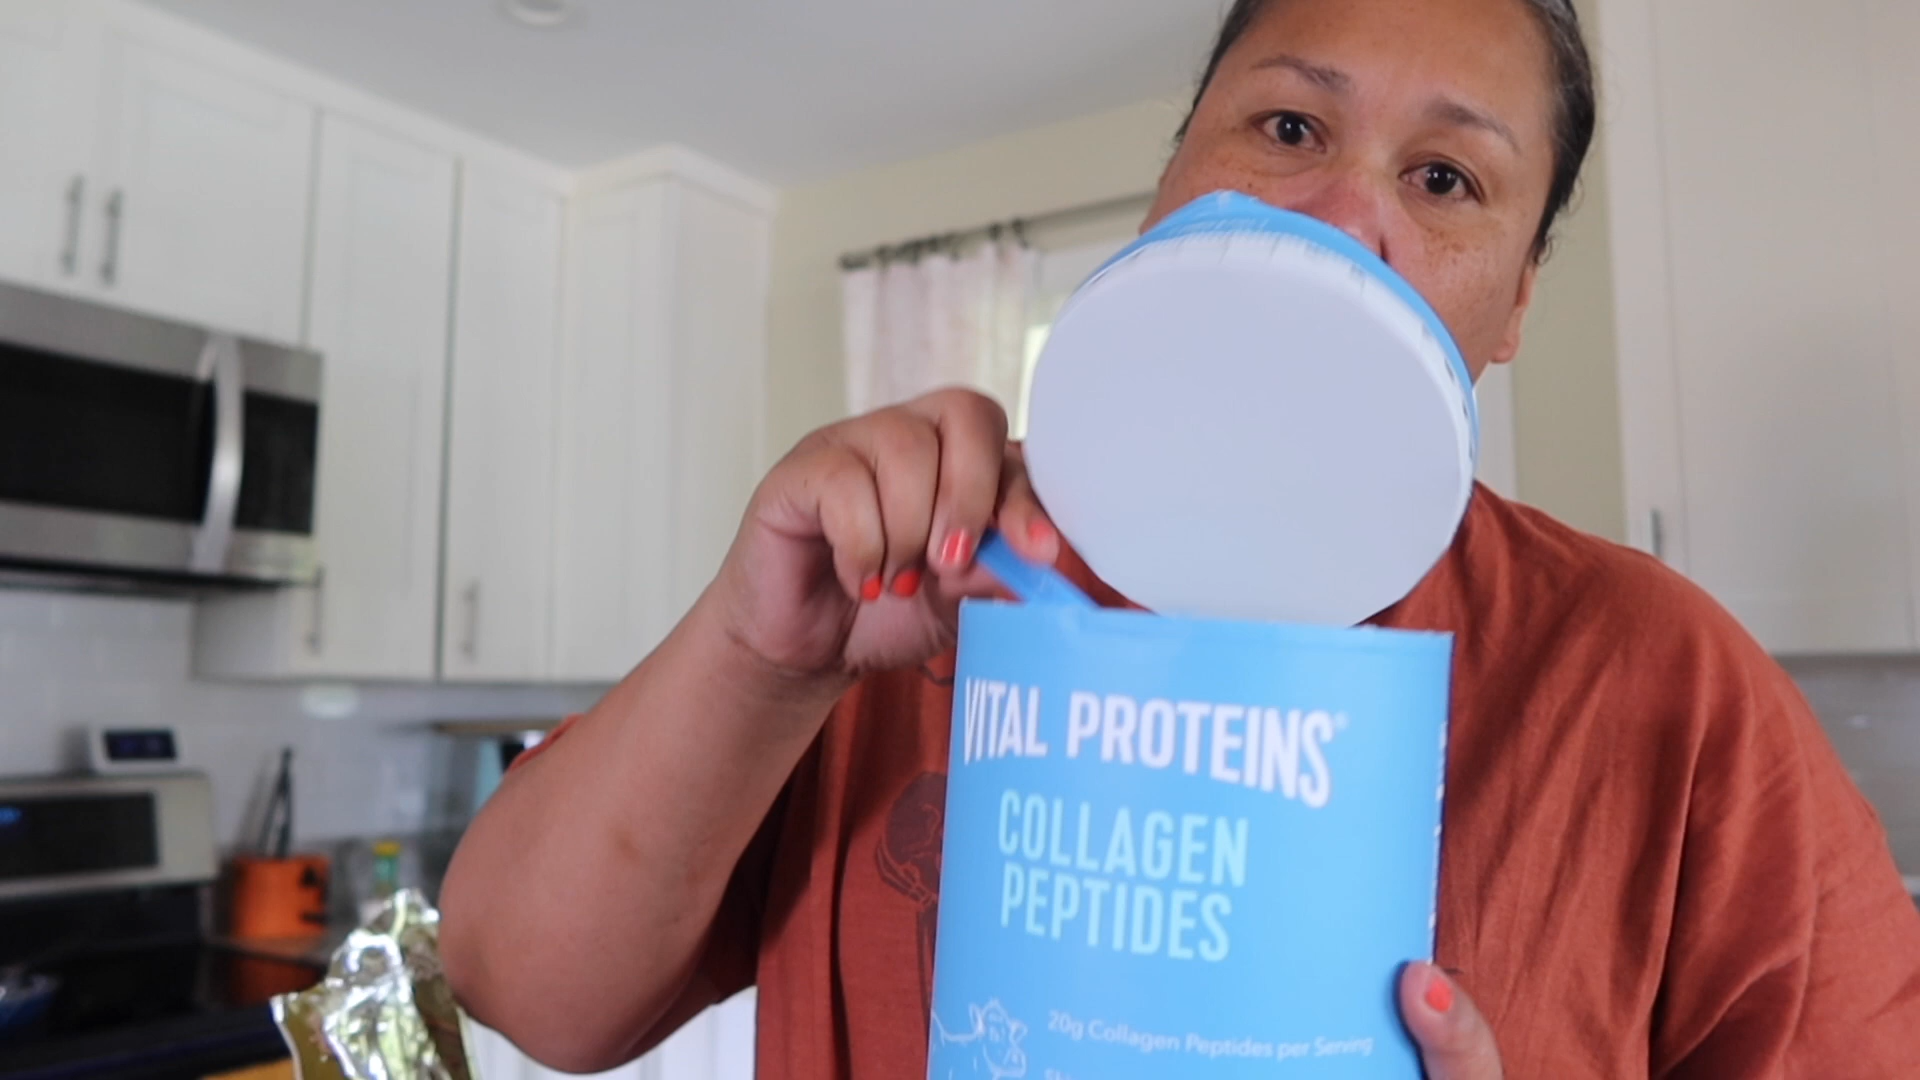 VITAL PROTEINS®
COLLAGEN
PEPTIDES
20g Collagen Peptides per Serving